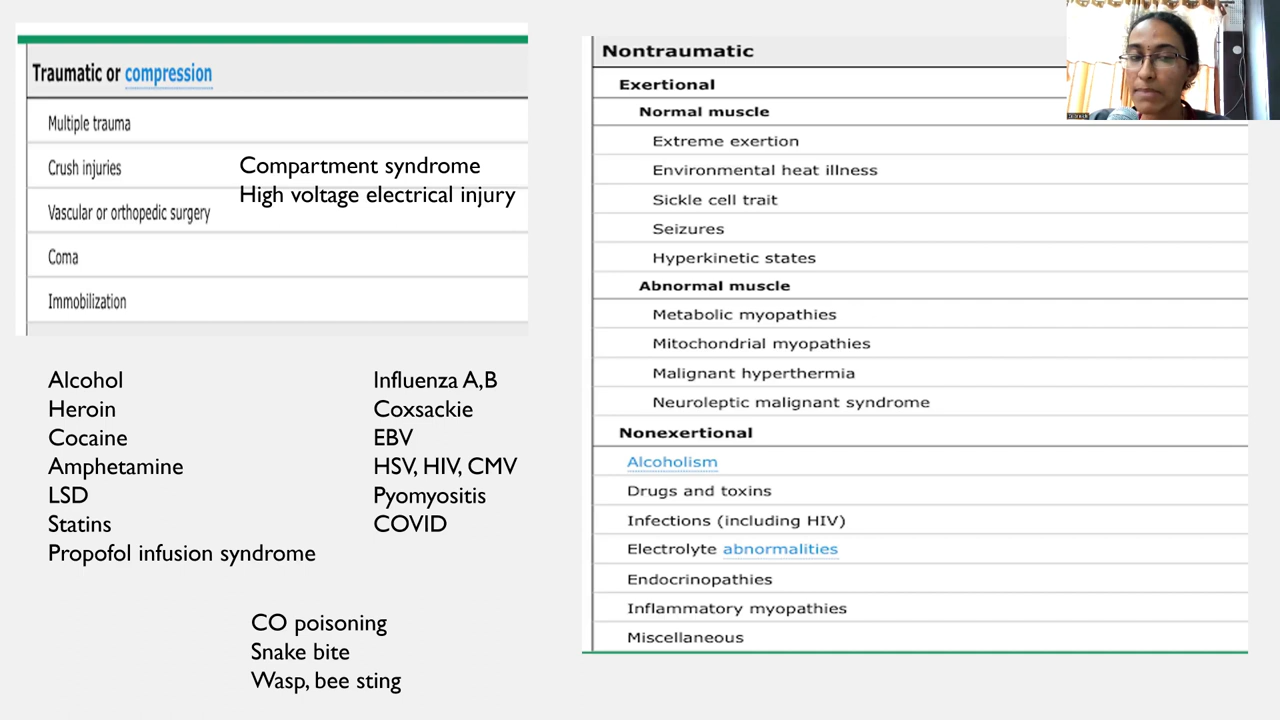 Traumatic or compression
Multiple trauma
Crush injuries
Vascular or orthopedic surgery
Coma
Immobilization
Compartment syndrome
High voltage electrical injury
Alcohol
Heroin
Cocaine
Amphetamine
LSD
Statins
Propofol infusion syndrome
Influenza A,B
Coxsackie
EBV
HSV, HIV, CMV
Pyomyositis
COVID
CO poisoning
Snake bite
Wasp, bee sting
Nontraumatic
Exertional
Normal muscle
Extreme exertion
Environmental heat illness
Sickle cell trait
Seizures
Hyperkinetic states
Abnormal muscle
Metabolic myopathies
Mitochondrial myopathies
Malignant hyperthermia
Neuroleptic malignant syndrome
Nonexertional
Alcoholism
Drugs and toxins
Infections (including HIV)
Electrolyte abnormalities
Endocrinopathies
Inflammatory myopathies
Miscellaneous